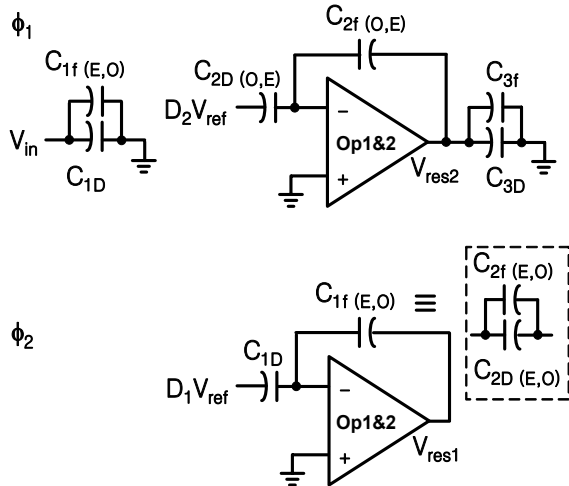 ϕ1
C2f (O,E)
C1f (E,O)
C2D (O,E)
C3f
Vin
D2Vref
−
Op1&2
+
Vres2
C1D
C3D
ϕ2
C1f (E,O)
≡
C2f (E,O)
C2D (E,O)
C1D
D1Vref
−
Op1&2
+
Vres1